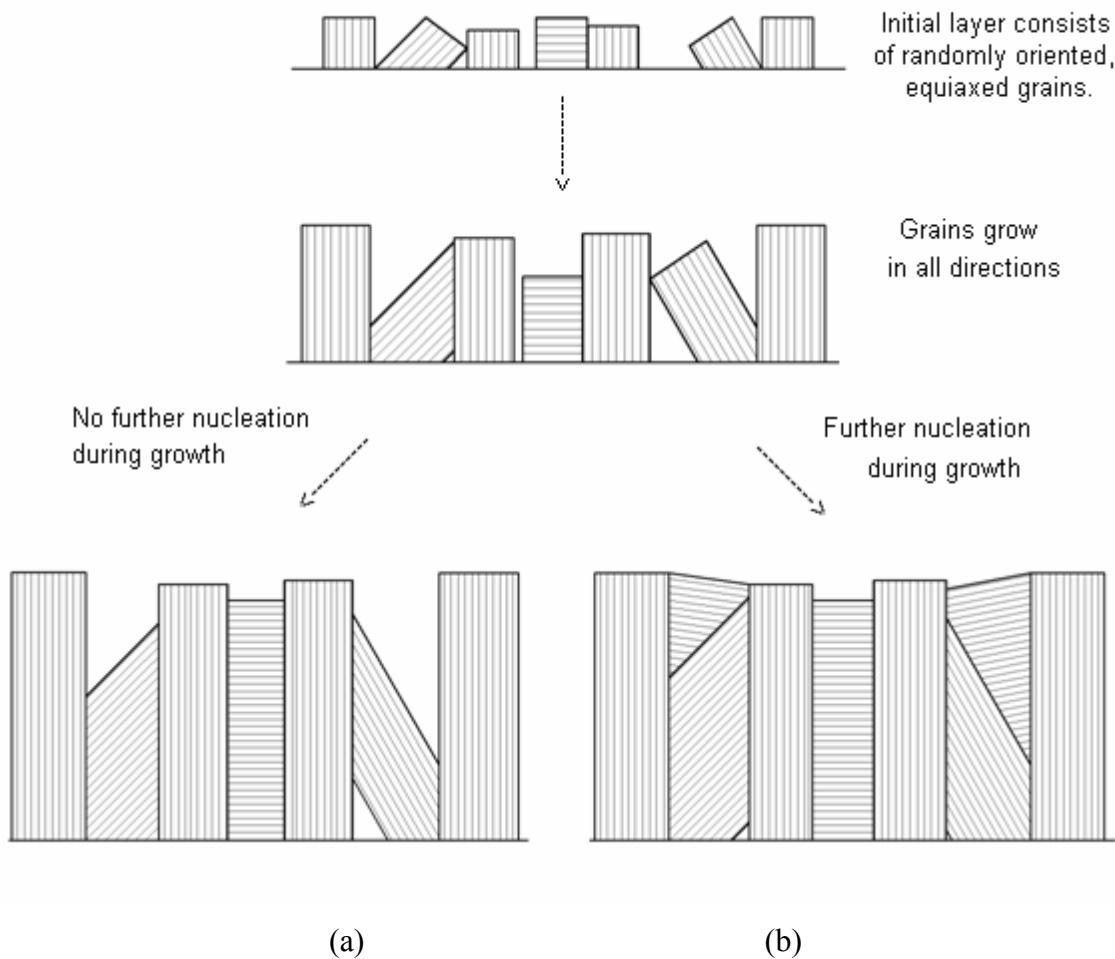 Initial layer consists
of randomly oriented,
equiaxed grains.
Grains grow
in all directions
No further nucleation
during growth
Further nucleation
during growth
(a)
(b)